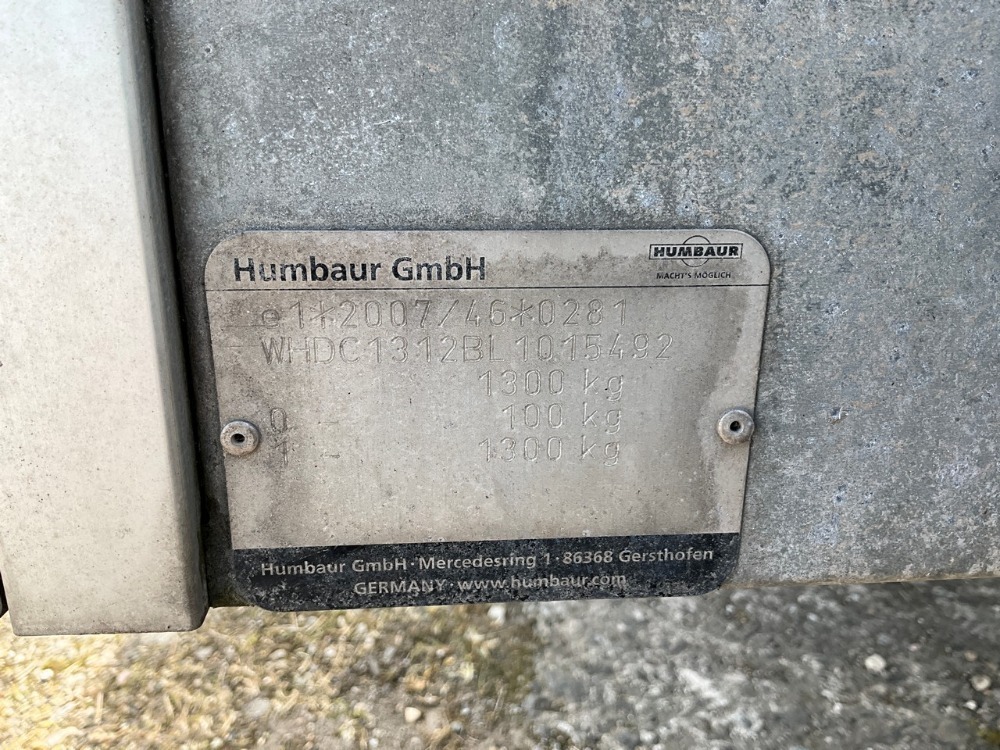 Humbaur GmbH
HUMBAUR
MACHT'S MÖGLICH
e1*2007/46*0281
WHDC1312BL1015492
1300 kg
0 - 100 kg
1 - 1300 kg
Humbaur GmbH · Mercedesring 1 · 86368 Gersthofen
GERMANY · www.humbaur.com